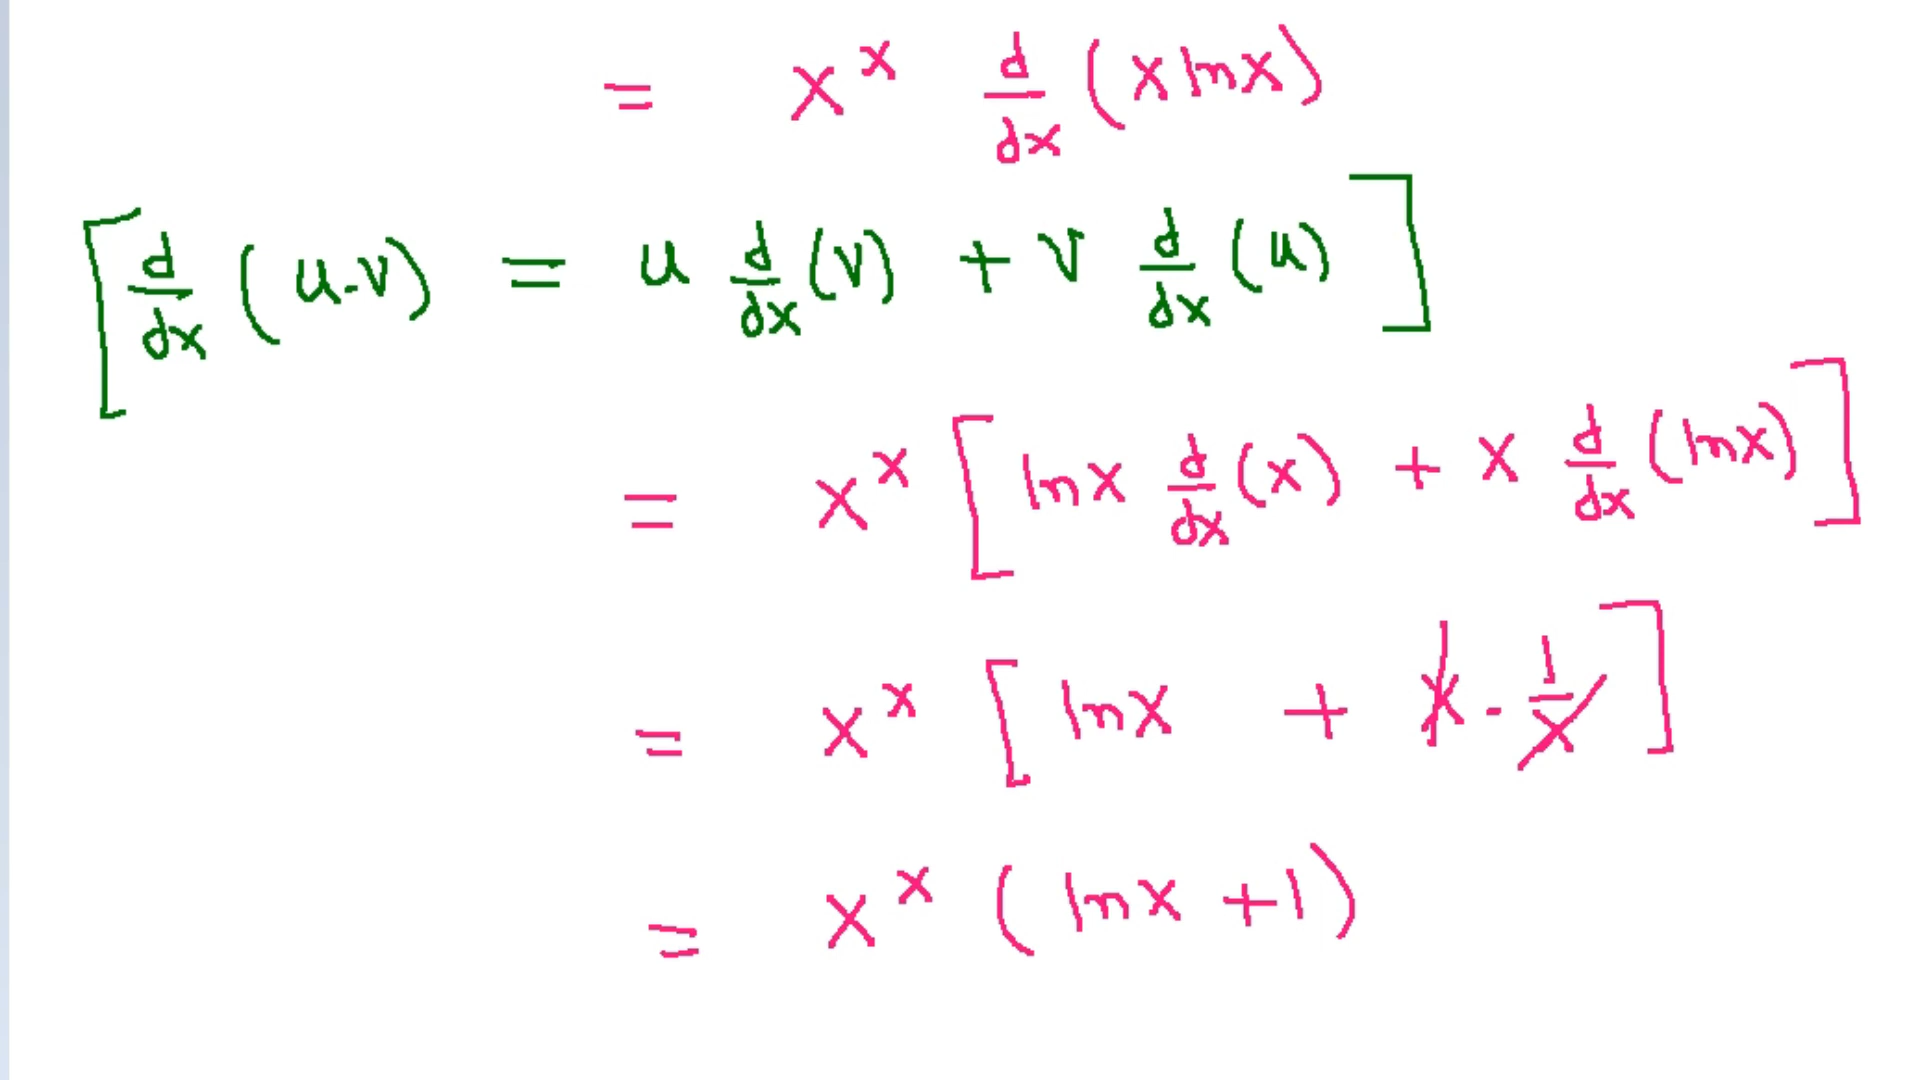 = x^x d/dx (x lnx)
[d/dx (u.v) = u d/dx (v) + v d/dx (u)]
= x^x [lnx d/dx (x) + x d/dx (lnx)]
= x^x [lnx + x . 1/x]
= x^x (lnx + 1)